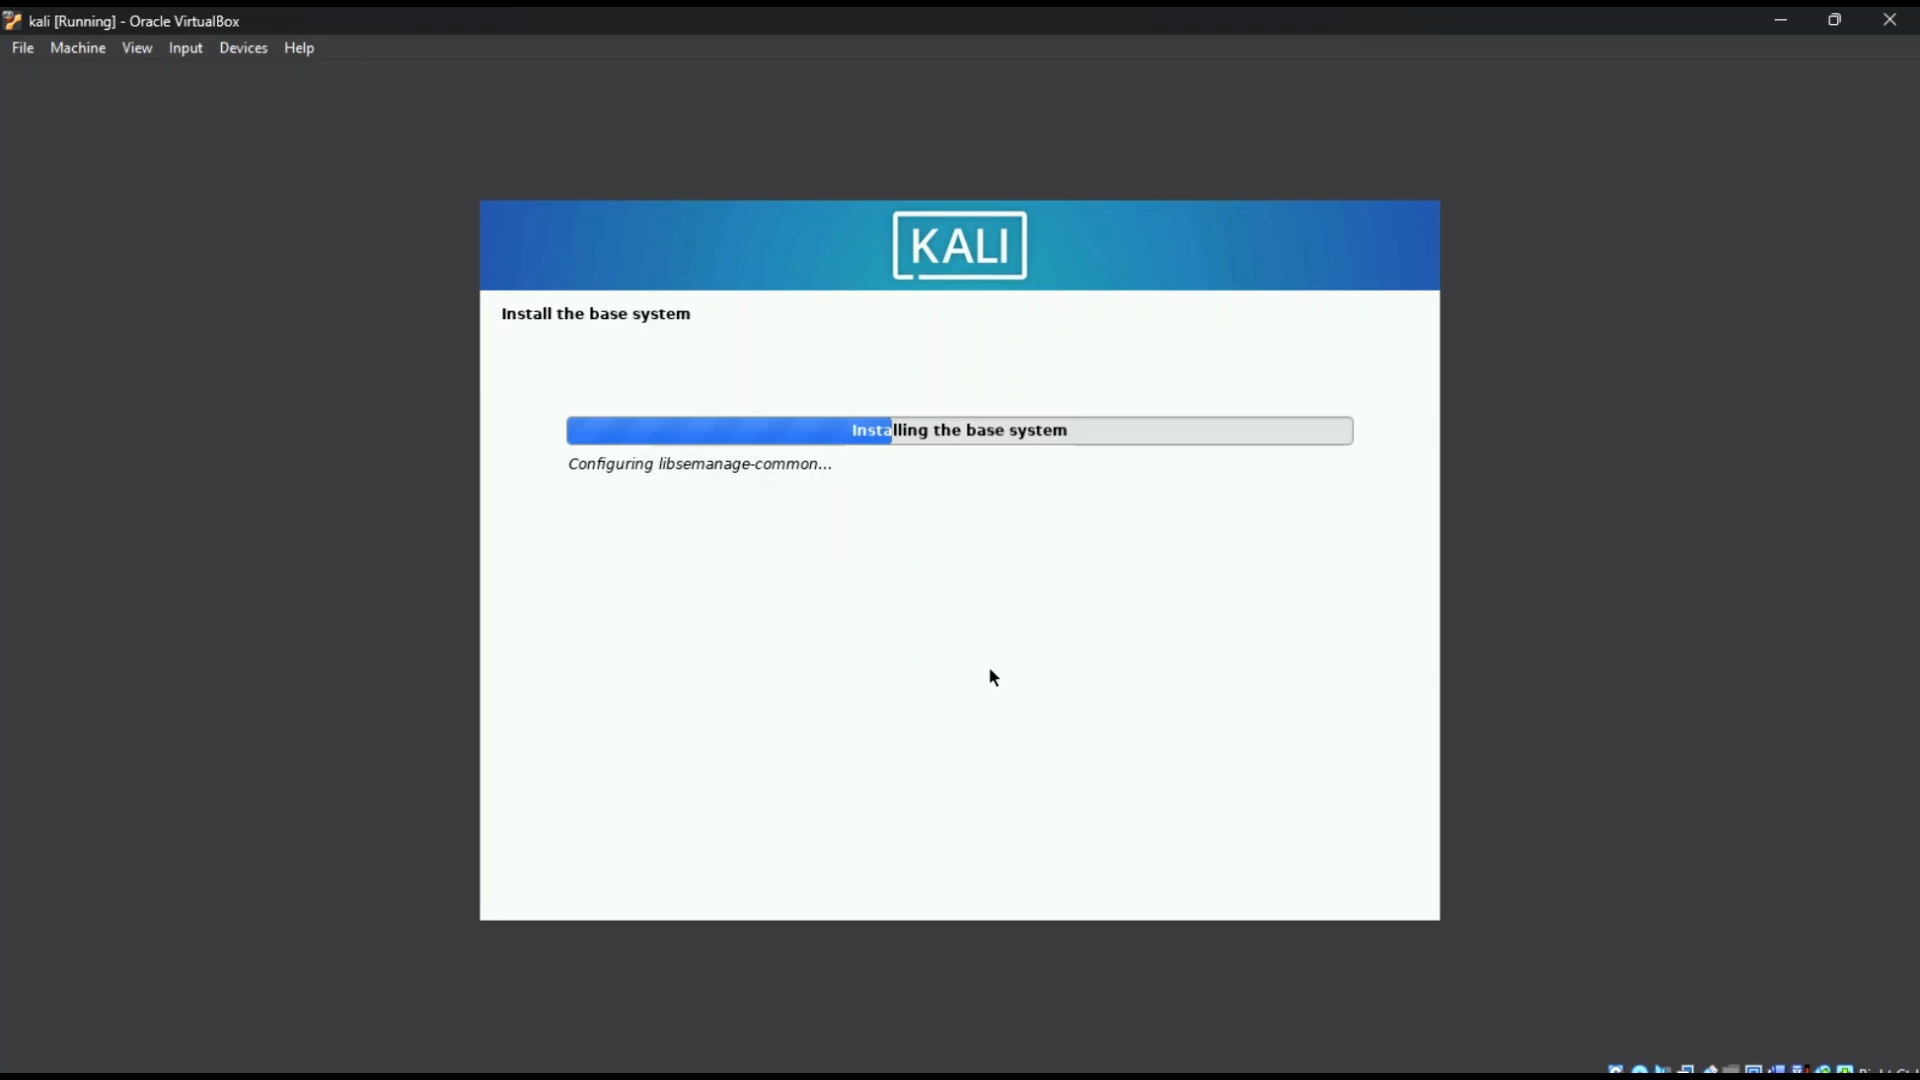 kali [Running] - Oracle VirtualBox
File Machine View Input Devices Help
KALI
Install the base system
Installing the base system
Configuring libsemanage-common...